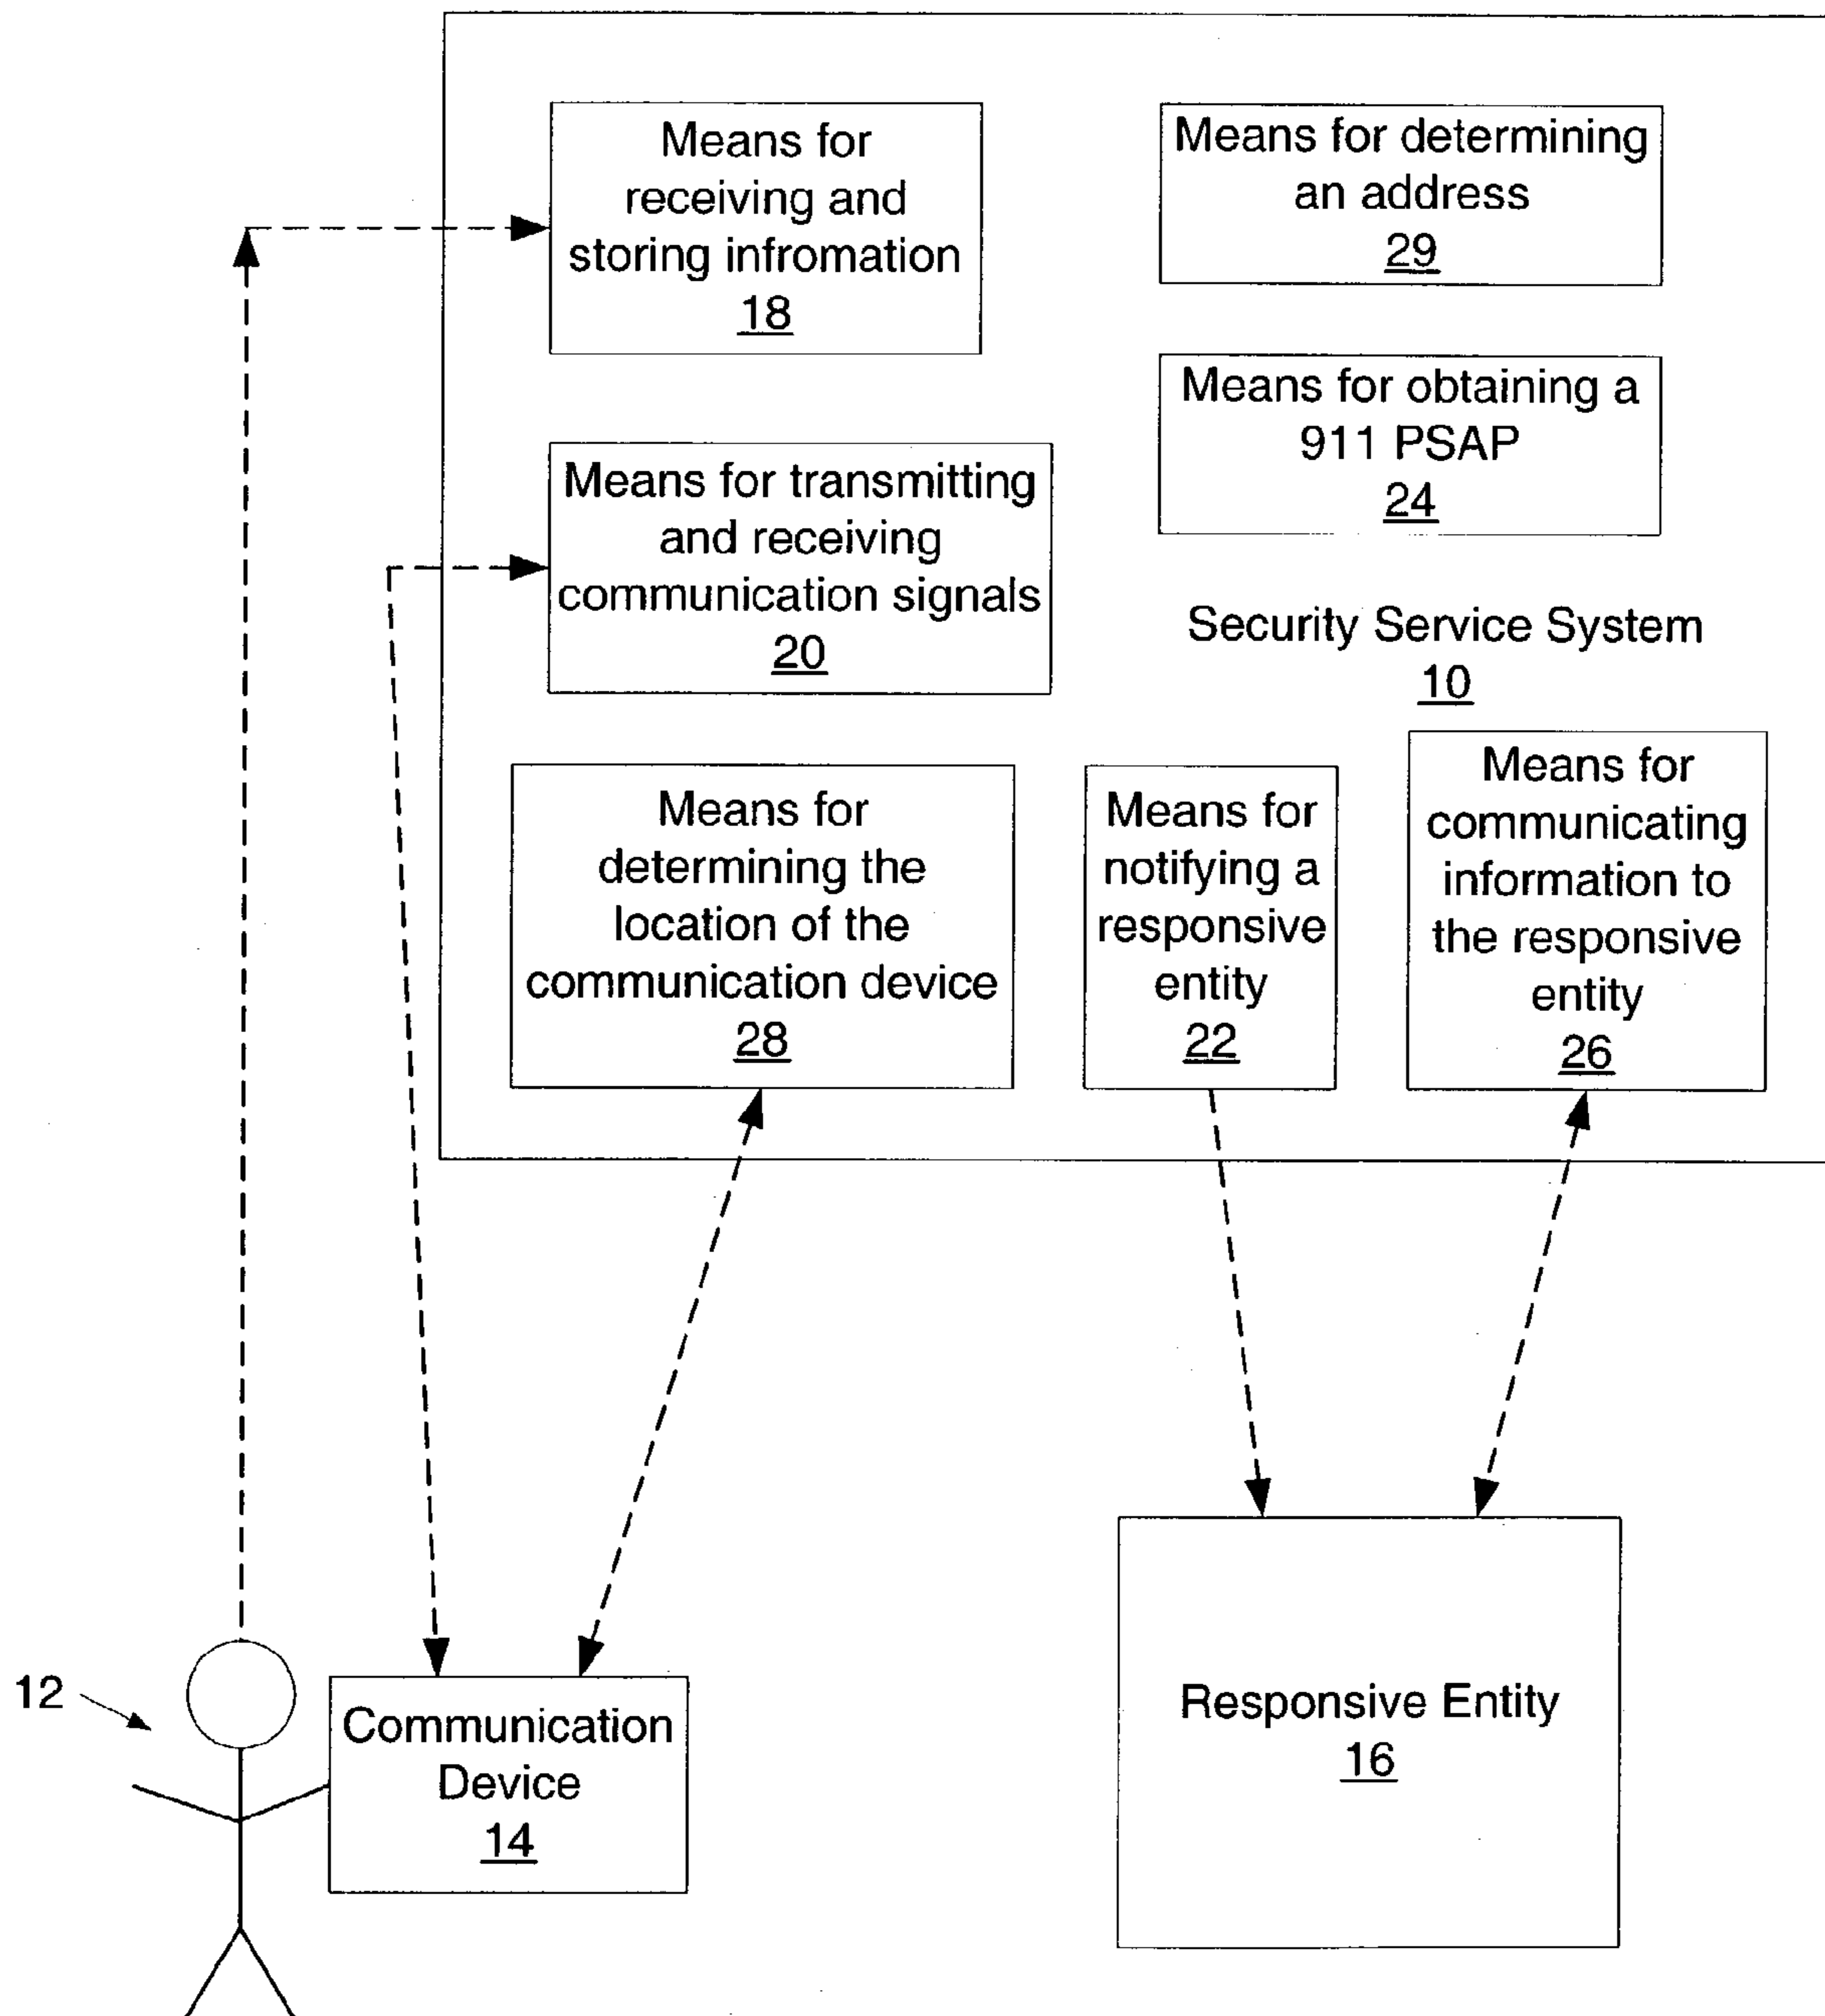 Means for
receiving and
storing infromation
18
Means for determining
an address
29
Means for obtaining a
911 PSAP
24
Means for transmitting
and receiving
communication signals
20
Security Service System
10
Means for
determining the
location of the
communication device
28
Means for
notifying a
responsive
entity
22
Means for
communicating
information to
the responsive
entity
26
12
Communication
Device
14
Responsive Entity
16